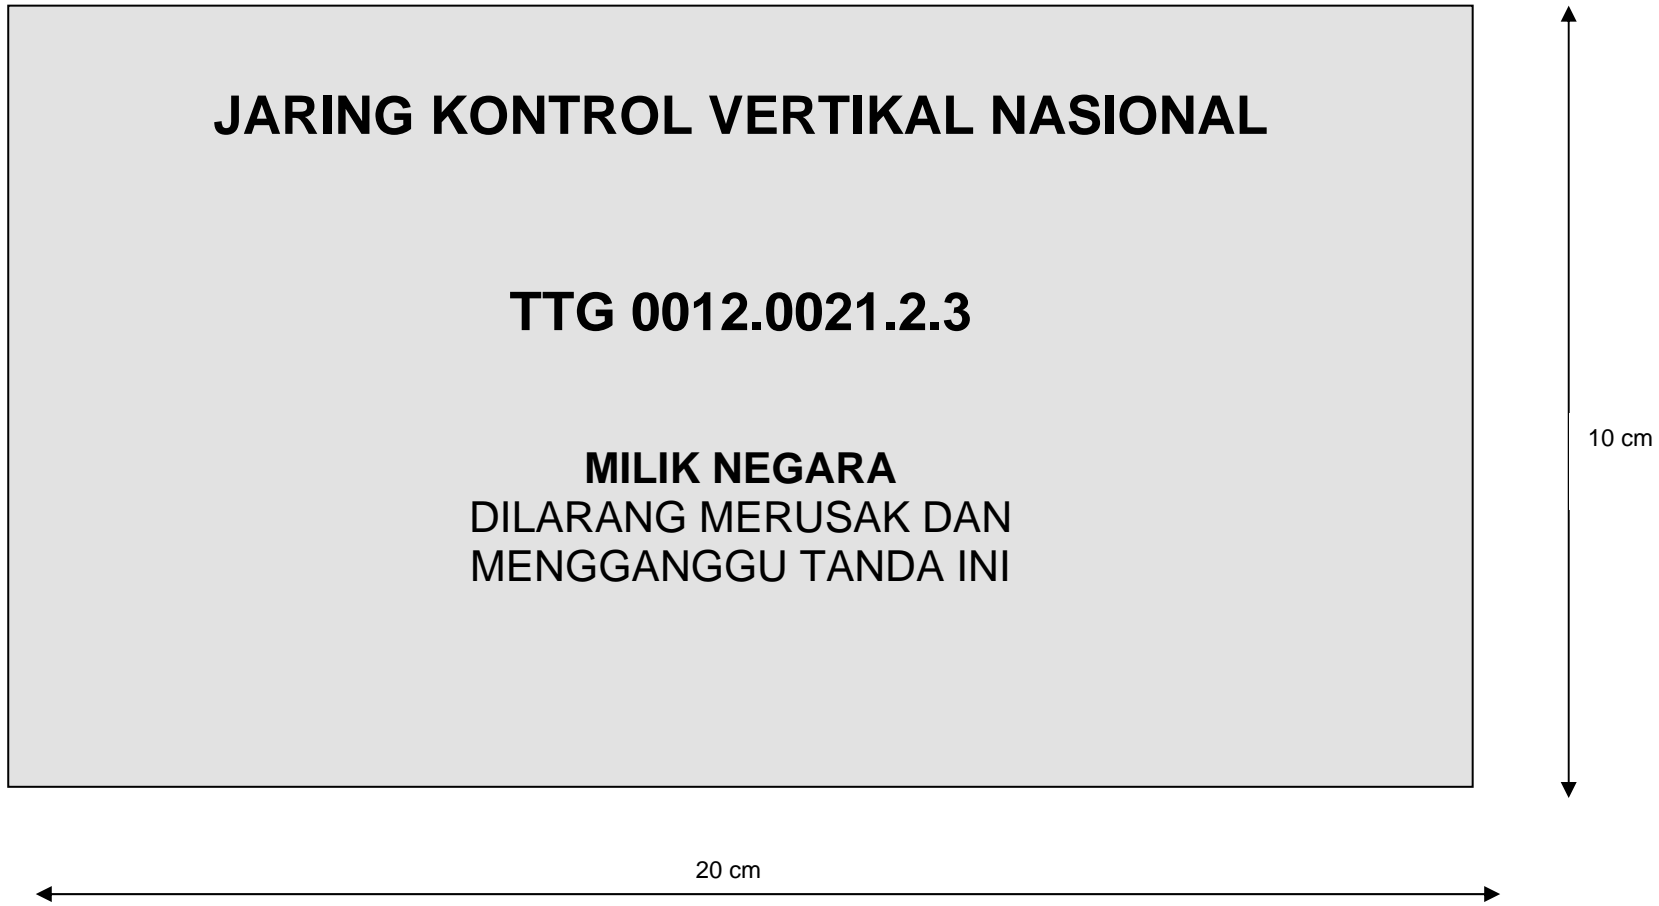 JARING KONTROL VERTIKAL NASIONAL
TTG 0012.0021.2.3
MILIK NEGARA
DILARANG MERUSAK DAN
MENGGANGGU TANDA INI
10 cm
20 cm